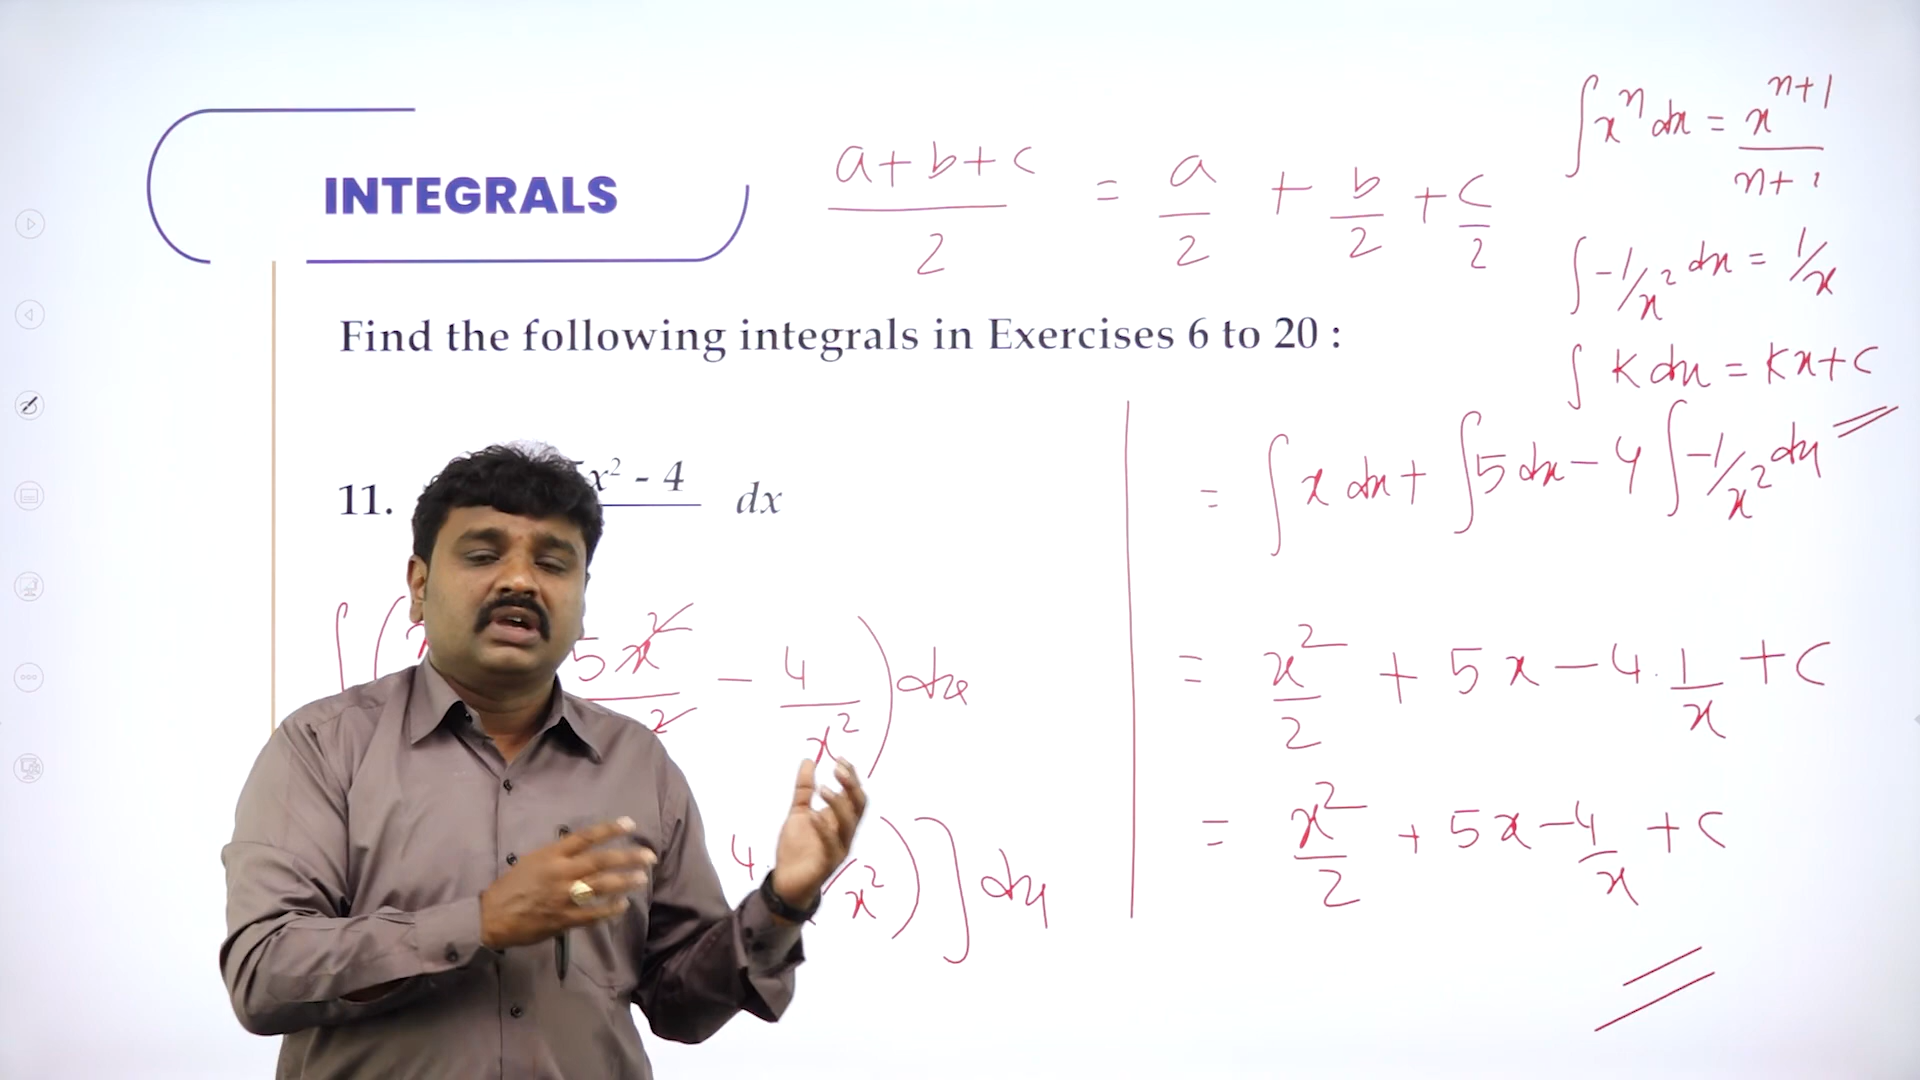 INTEGRALS
a+b+c / 2 = a/2 + b/2 + c/2
∫xⁿ dx = xⁿ⁺¹ / n+1
∫-1/x² dx = 1/x
∫ K dx = Kx+c
Find the following integrals in Exercises 6 to 20 :
11. x² - 4 dx
∫( 5x² / 2 - 4/x² ) dx
4. /x² ) ] dx
= ∫x dx + ∫5 dx - 4 ∫-1/x² dx
= x²/2 + 5x - 4. 1/x + c
= x²/2 + 5x - 4/x + c